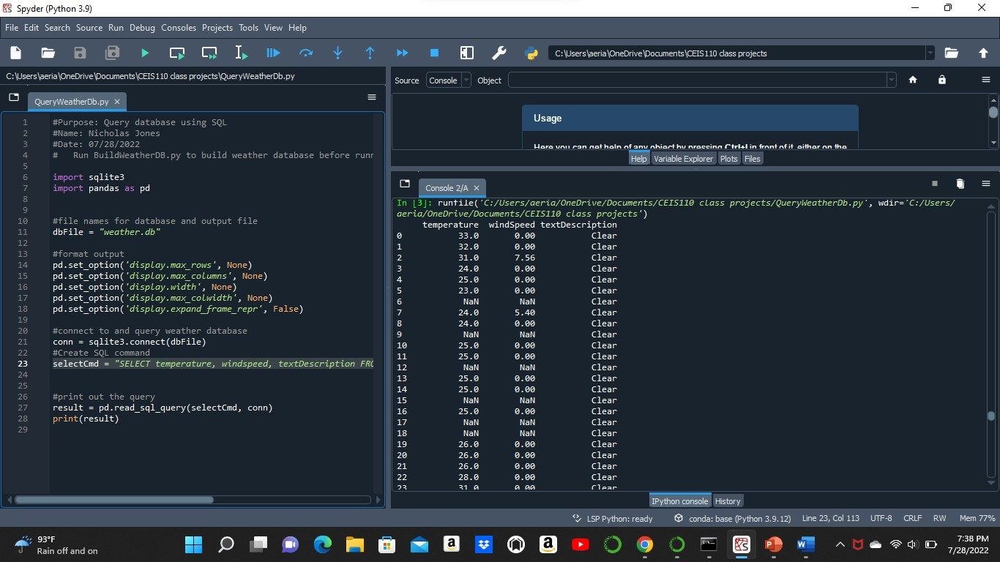 Spyder (Python 3.9)
File Edit Search Source Run Debug Consoles Projects Tools View Help
C:\Users\aeria\OneDrive\Documents\CEIS110 class projects
C:\Users\aeria\OneDrive\Documents\CEIS110 class projects\QueryWeatherDb.py
QueryWeatherDb.py
1 #Purpose: Query database using SQL
2 #Name: Nicholas Jones
3 #Date: 07/28/2022
4 #   Run BuildWeatherDB.py to build weather database before runn
5
6 import sqlite3
7 import pandas as pd
8
9
10 #file names for database and output file
11 dbFile = "weather.db"
12
13 #format output
14 pd.set_option('display.max_rows', None)
15 pd.set_option('display.max_columns', None)
16 pd.set_option('display.width', None)
17 pd.set_option('display.max_colwidth', None)
18 pd.set_option('display.expand_frame_repr', False)
19
20 #connect to and query weather database
21 conn = sqlite3.connect(dbFile)
22 #Create SQL command
23 selectCmd = "SELECT temperature, windspeed, textDescription FRO
24
25
26 #print out the query
27 result = pd.read_sql_query(selectCmd, conn)
28 print(result)
29
Source Console Object
Usage
Here you can get help of any object by pressing Ctrl+I in front of it, either on the
Help Variable Explorer Plots Files
Console 2/A
In [3]: runfile('C:/Users/aeria/OneDrive/Documents/CEIS110 class projects/QueryWeatherDb.py', wdir='C:/Users/
aeria/OneDrive/Documents/CEIS110 class projects')
temperature windSpeed textDescription
0 33.0 0.00 Clear
1 32.0 0.00 Clear
2 31.0 7.56 Clear
3 24.0 0.00 Clear
4 25.0 0.00 Clear
5 23.0 0.00 Clear
6 NaN NaN Clear
7 24.0 5.40 Clear
8 24.0 0.00 Clear
9 NaN NaN Clear
10 25.0 0.00 Clear
11 25.0 0.00 Clear
12 NaN NaN Clear
13 25.0 0.00 Clear
14 25.0 0.00 Clear
15 NaN NaN Clear
16 25.0 0.00 Clear
17 NaN NaN Clear
18 NaN NaN Clear
19 26.0 0.00 Clear
20 26.0 0.00 Clear
21 26.0 0.00 Clear
22 28.0 0.00 Clear
23 31.0 0.00 Clear
IPython console History
LSP Python: ready conda: base (Python 3.9.12) Line 23, Col 113 UTF-8 CRLF RW Mem 77%
93°F
Rain off and on
7:38 PM
7/28/2022